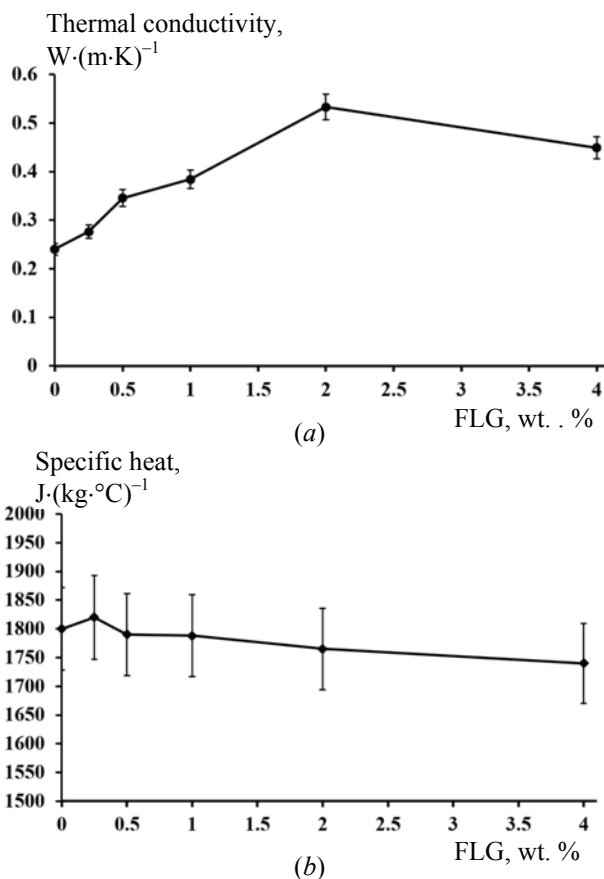 Thermal conductivity,
W·(m·K)⁻¹
0.6
0.5
0.4
0.3
0.2
0.1
0
0 0.5 1 1.5 2 2.5 3 3.5 4
FLG, wt. . %
(a)
Specific heat,
J·(kg·°C)⁻¹
2000
1950
1900
1850
1800
1750
1700
1650
1600
1550
1500
0 0.5 1 1.5 2 2.5 3 3.5 4
FLG, wt. %
(b)